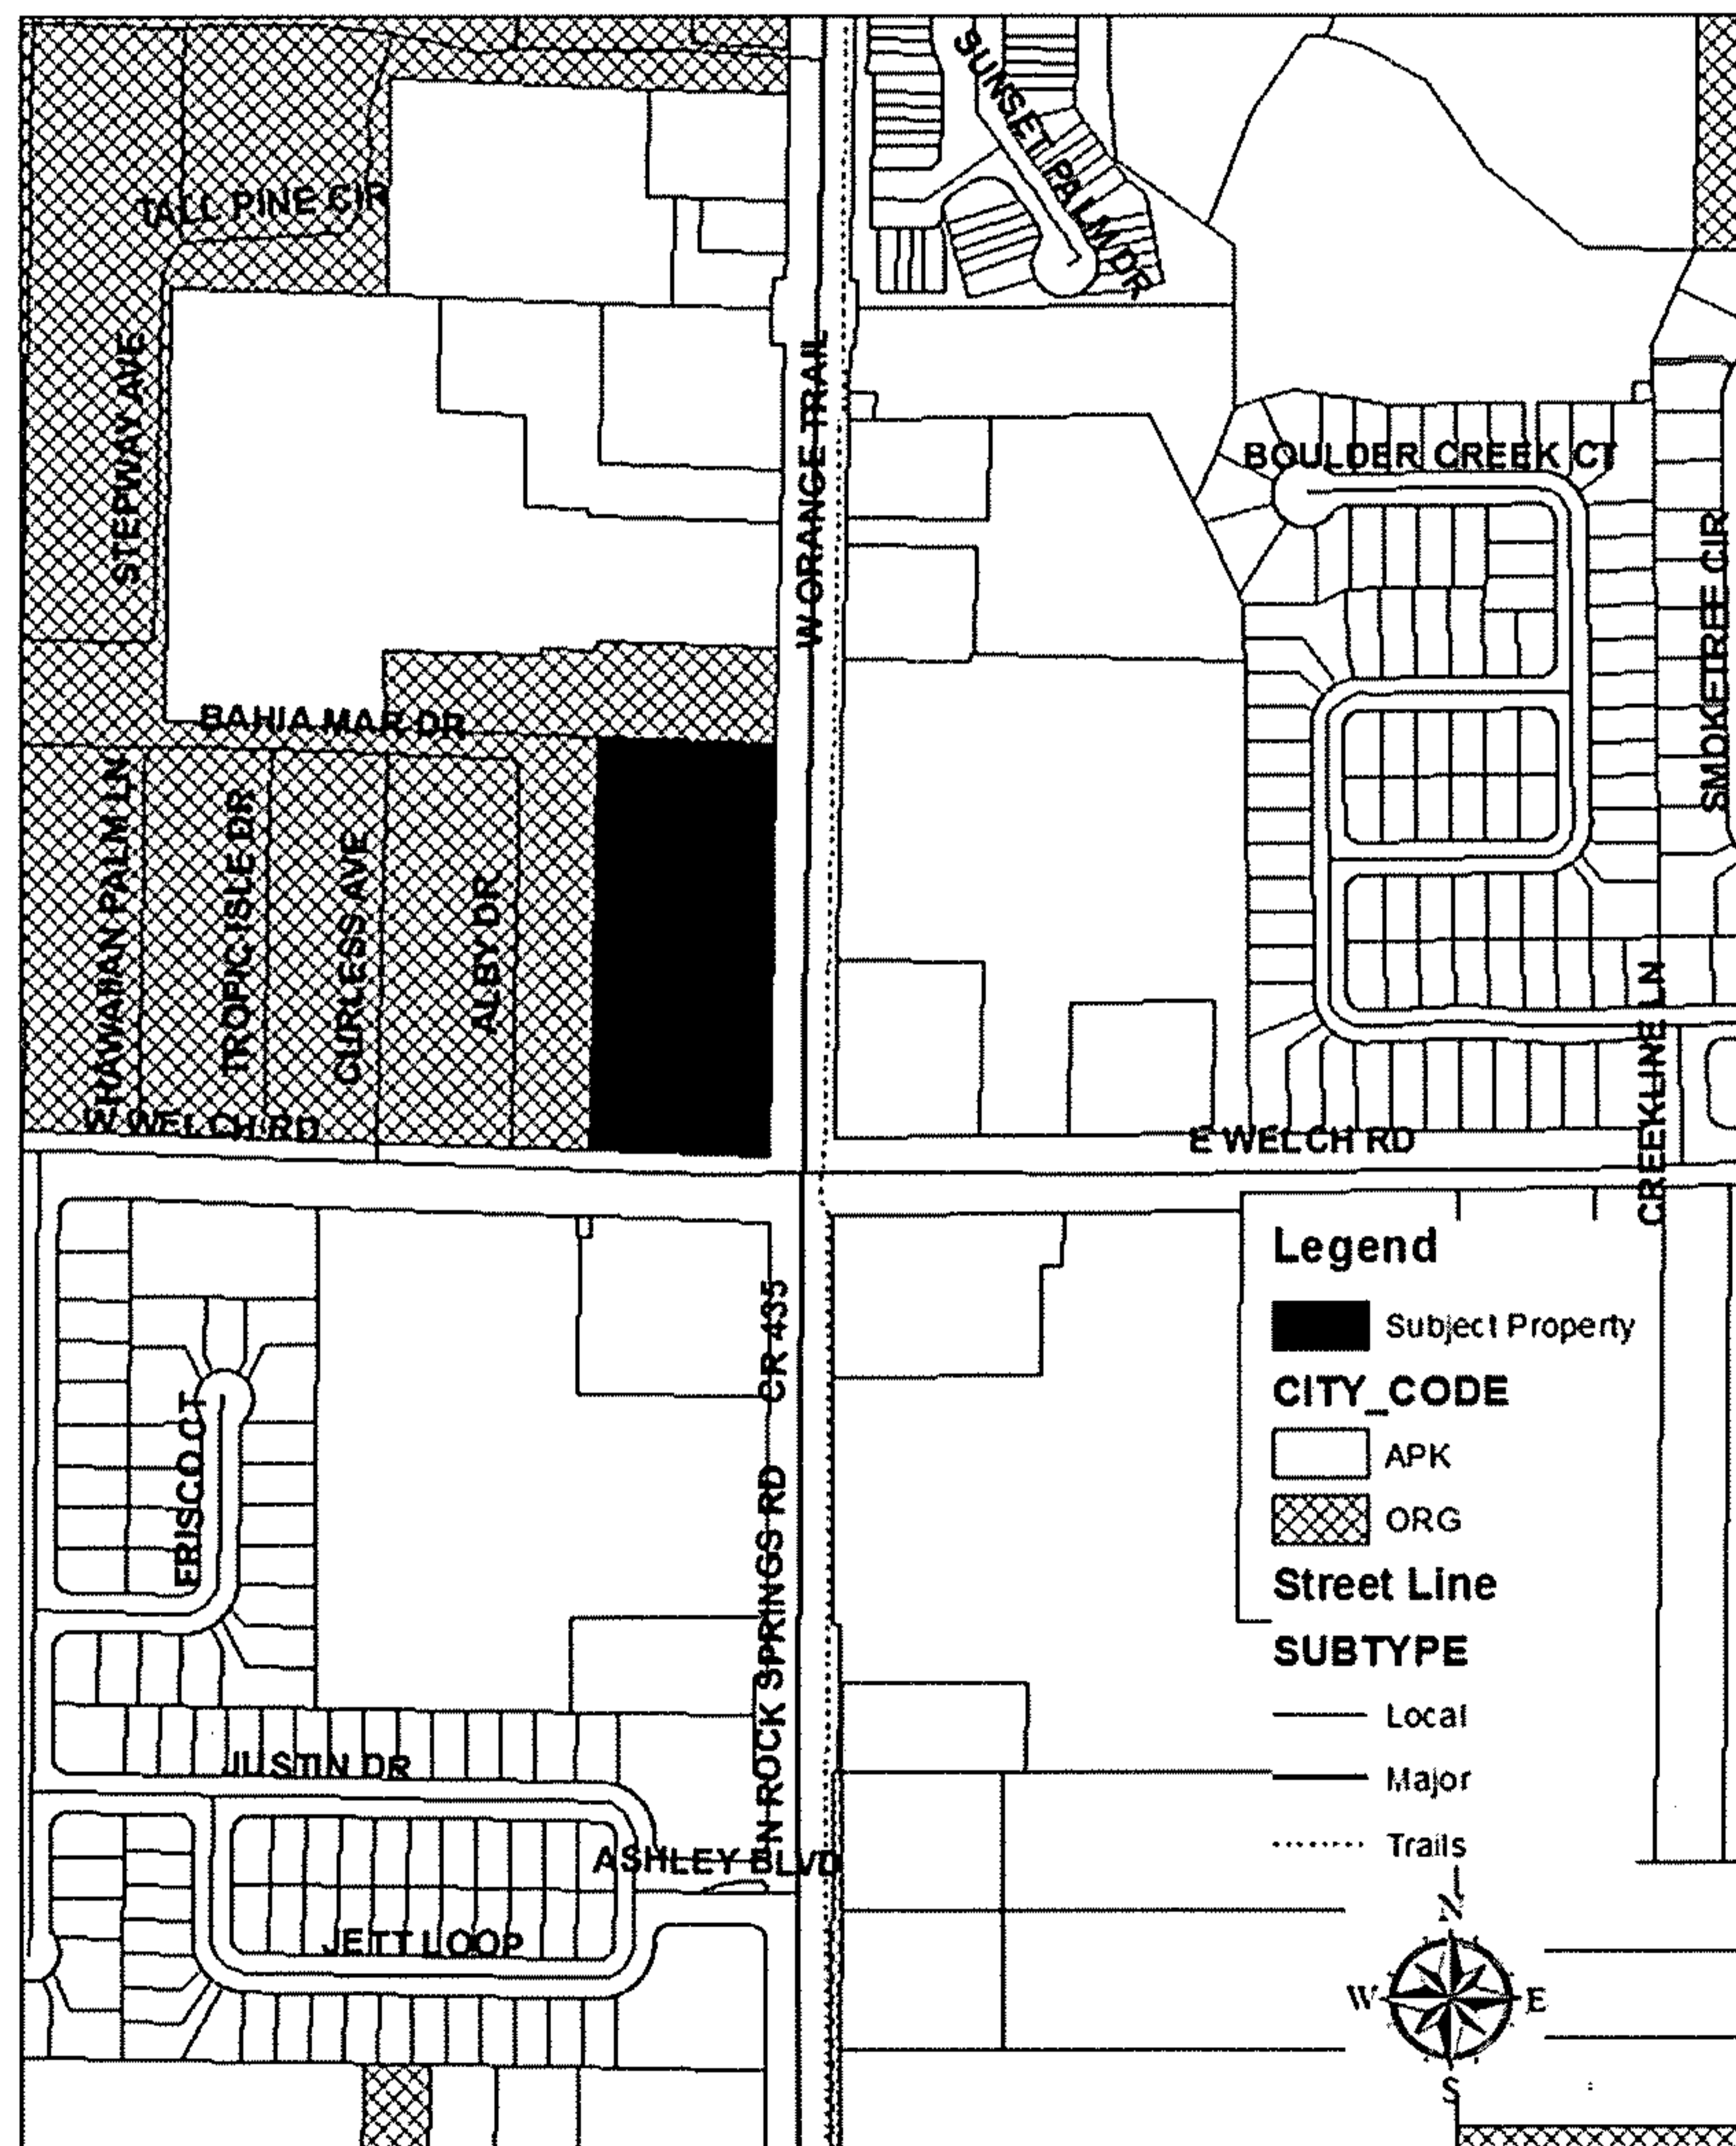 SUNSET PALM DR
TALL PINE CIR
STEPWAY AVE
W ORANGE TRAIL
BOULDER CREEK CT
SMOKETREE CIR
BAHIA MAR DR
HAWAIIAN PALM LN
TROPIC ISLE DR
CURLESS AVE
ALBY DR
W WELCH RD
E WELCH RD
CREEKLINE LN
Legend
Subject Property
CITY_CODE
APK
ORG
Street Line
SUBTYPE
Local
Major
Trails
N ROCK SPRINGS RD CR 435
FRISCO CT
JUSTIN DR
ASHLEY BLVD
JETT LOOP
N
W
E
S